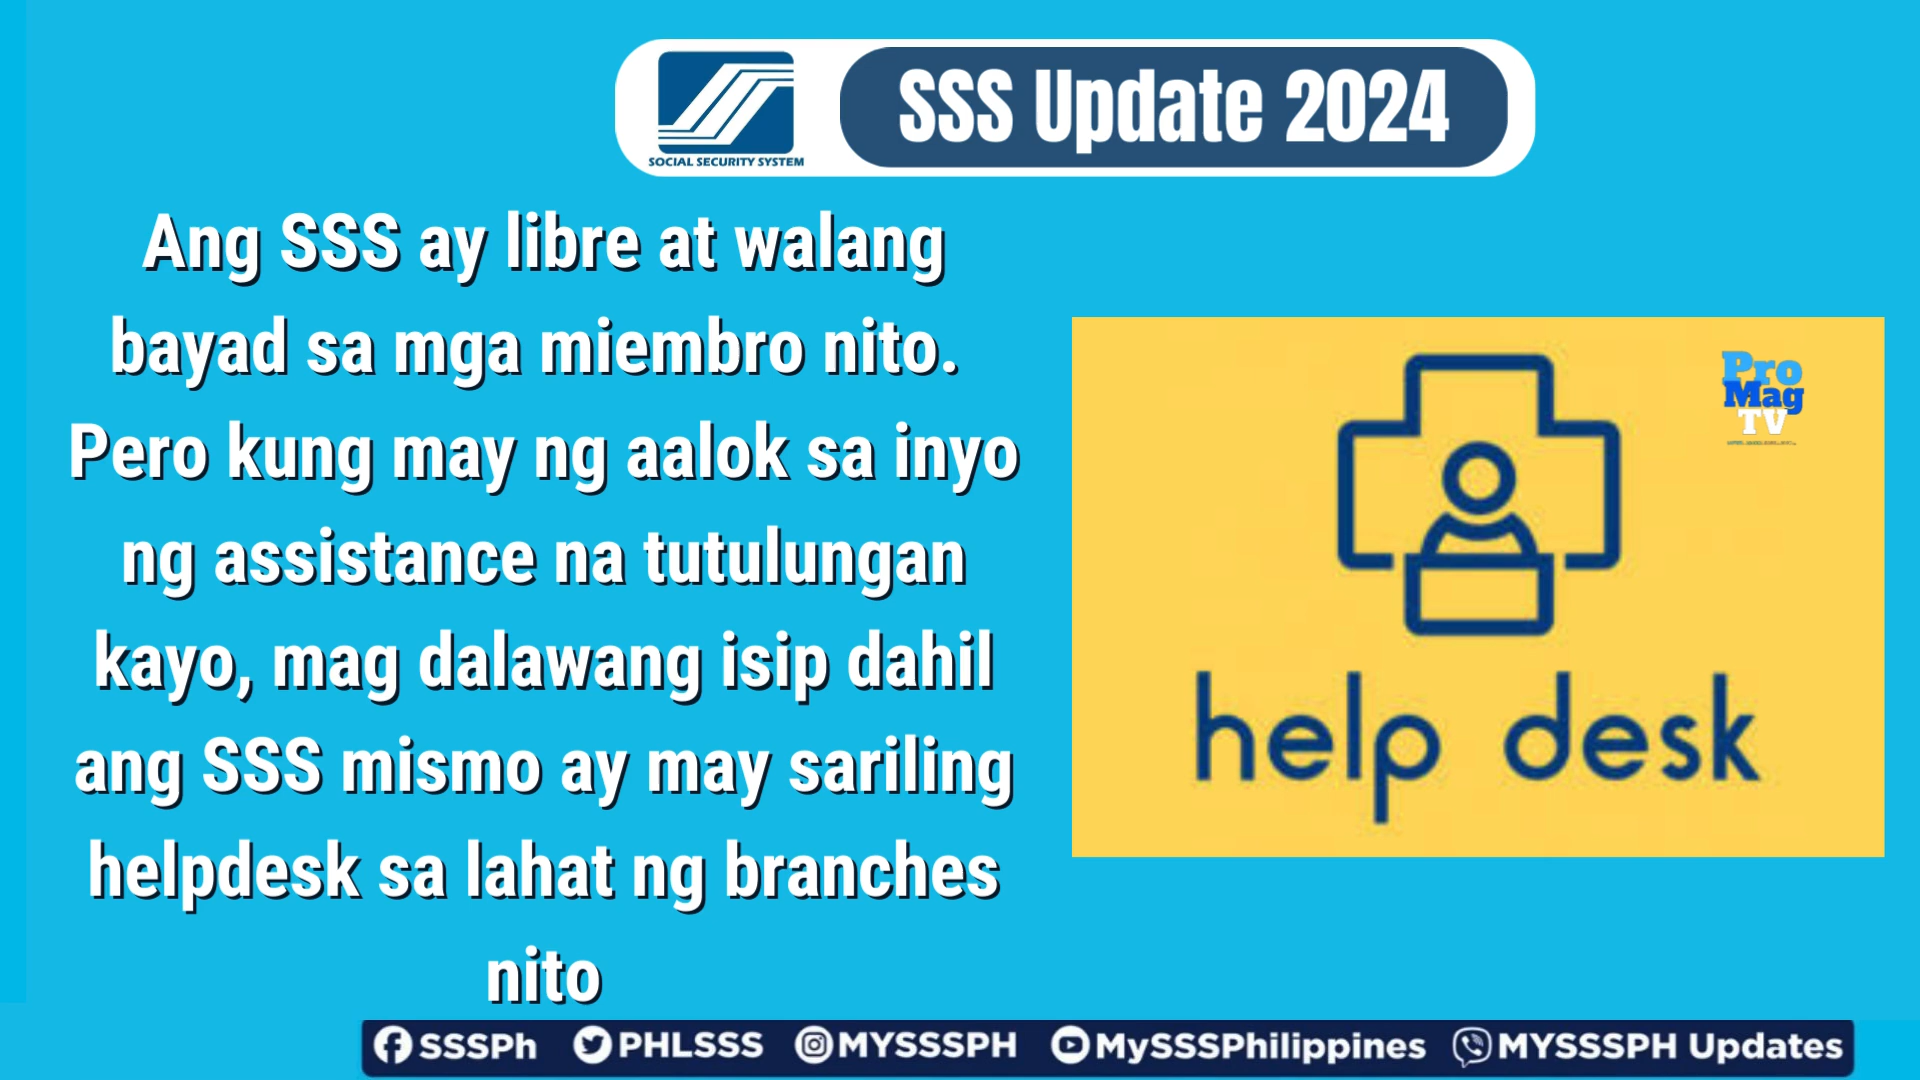 SOCIAL SECURITY SYSTEM
SSS Update 2024
Ang SSS ay libre at walang
bayad sa mga miembro nito.
Pero kung may ng aalok sa inyo
ng assistance na tutulungan
kayo, mag dalawang isip dahil
ang SSS mismo ay may sariling
helpdesk sa lahat ng branches
nito
Pro
Mag
TV
help desk
SSSPh PHLSSS MYSSSPH MySSSPhilippines MYSSSPH Updates